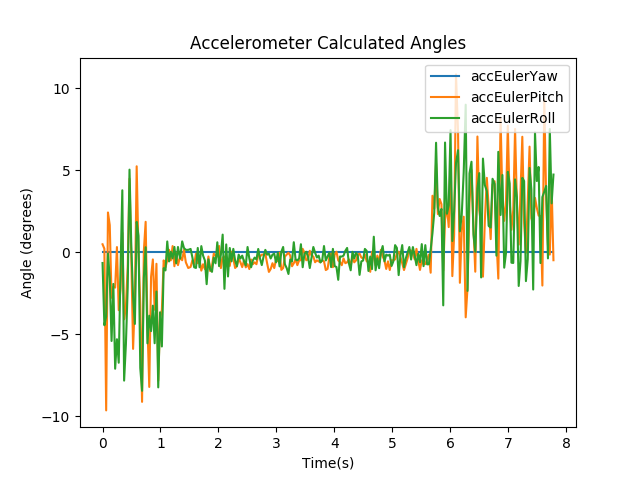 Accelerometer Calculated Angles
accEulerYaw
accEulerPitch
accEulerRoll
Angle (degrees)
10
5
0
−5
−10
0 1 2 3 4 5 6 7 8
Time(s)